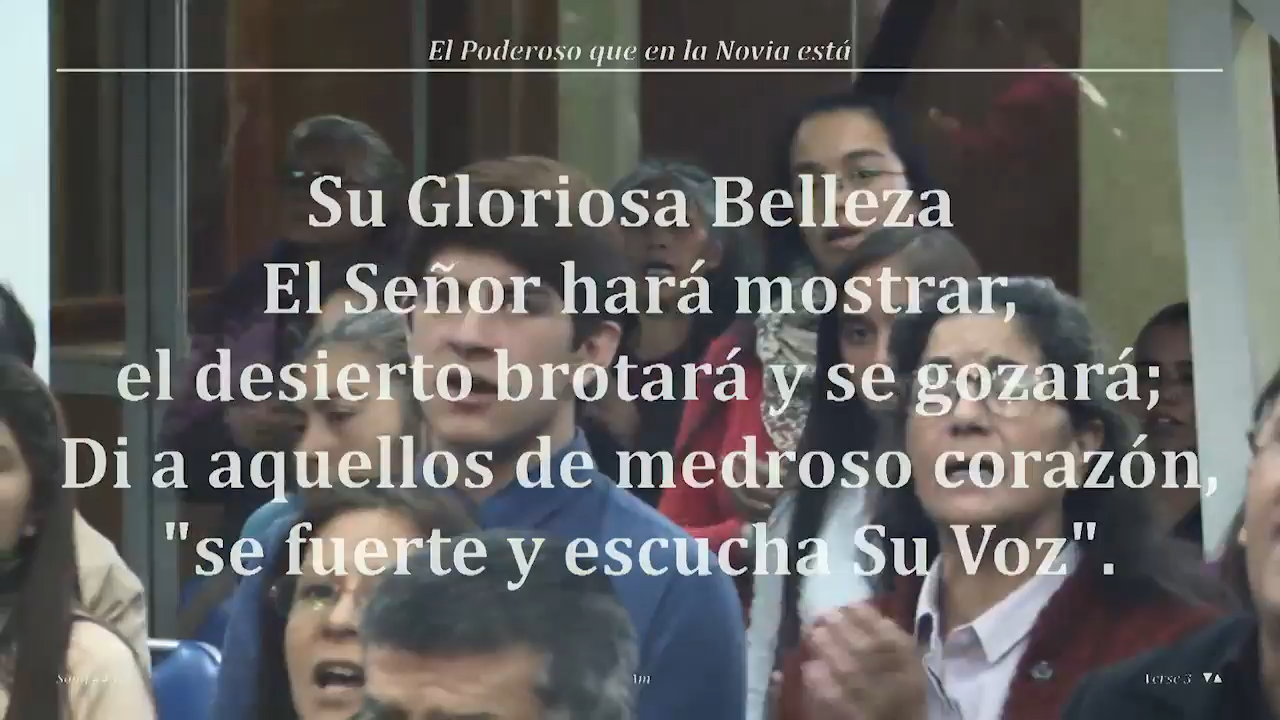 El Poderoso que en la Novia está
Su Gloriosa Belleza
El Señor hará mostrar,
el desierto brotará y se gozará;
Di a aquellos de medroso corazón,
"se fuerte y escucha Su Voz".
Verse 3